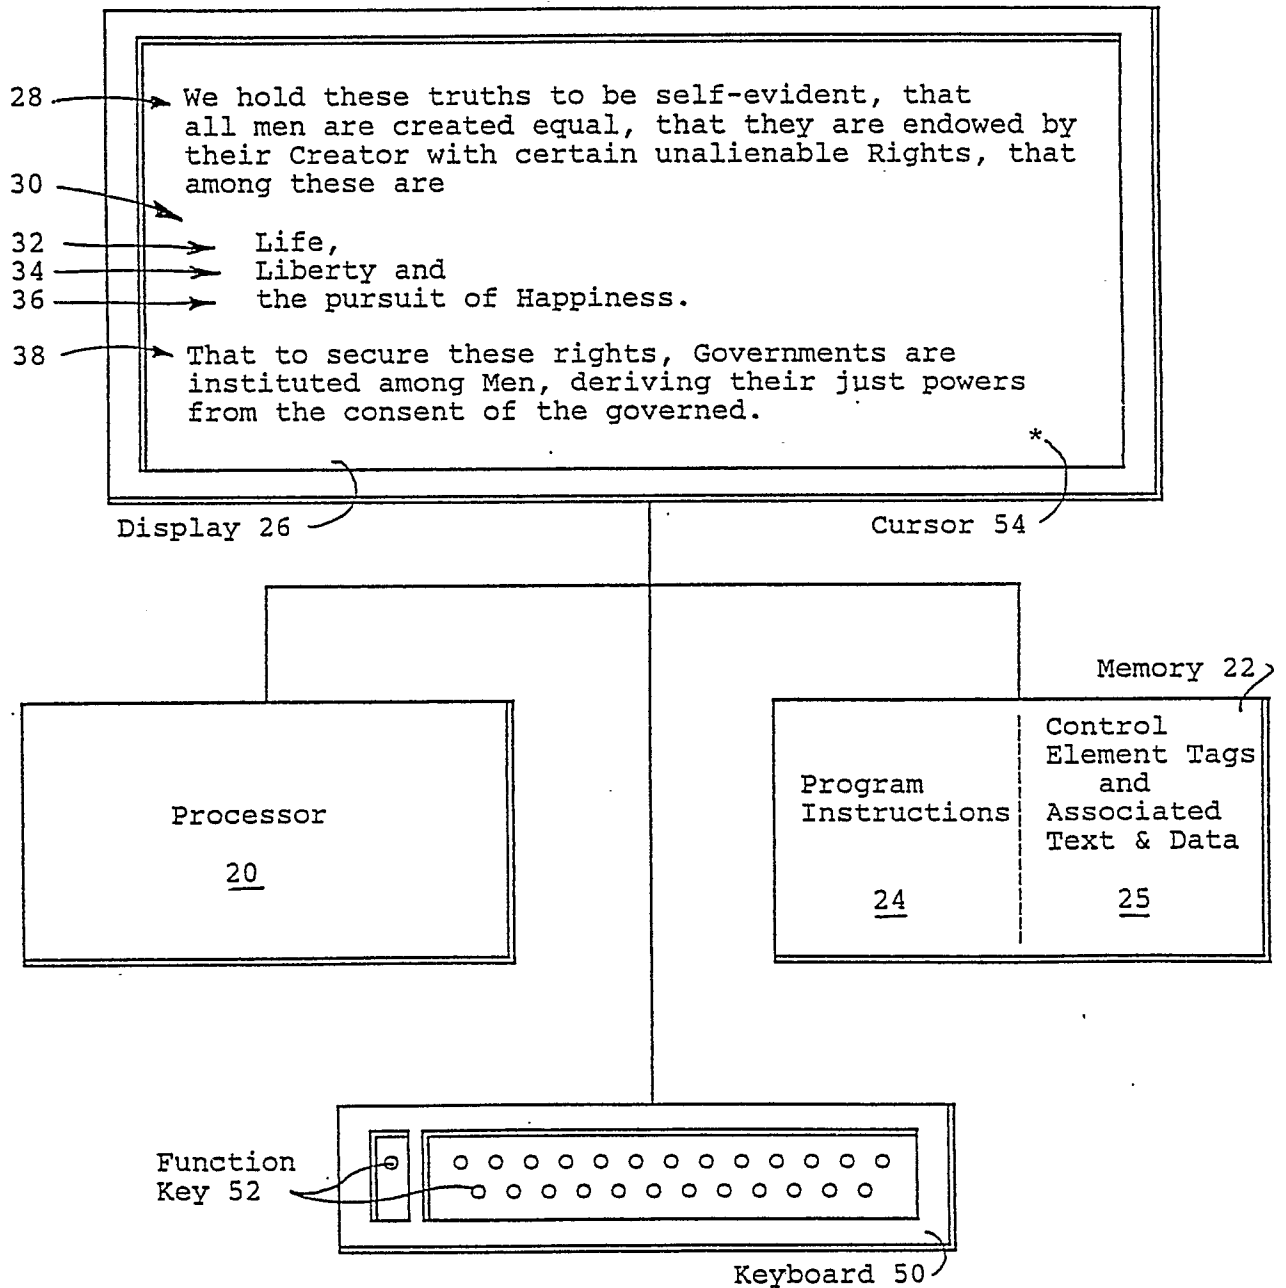 28 We hold these truths to be self-evident, that
all men are created equal, that they are endowed by
their Creator with certain unalienable Rights, that
30 among these are
32 Life,
34 Liberty and
36 the pursuit of Happiness.
38 That to secure these rights, Governments are
instituted among Men, deriving their just powers
from the consent of the governed.
*
Display 26
Cursor 54
Memory 22
Processor
20
Program
Instructions
24
Control
Element Tags
and
Associated
Text & Data
25
Function
Key 52
Keyboard 50